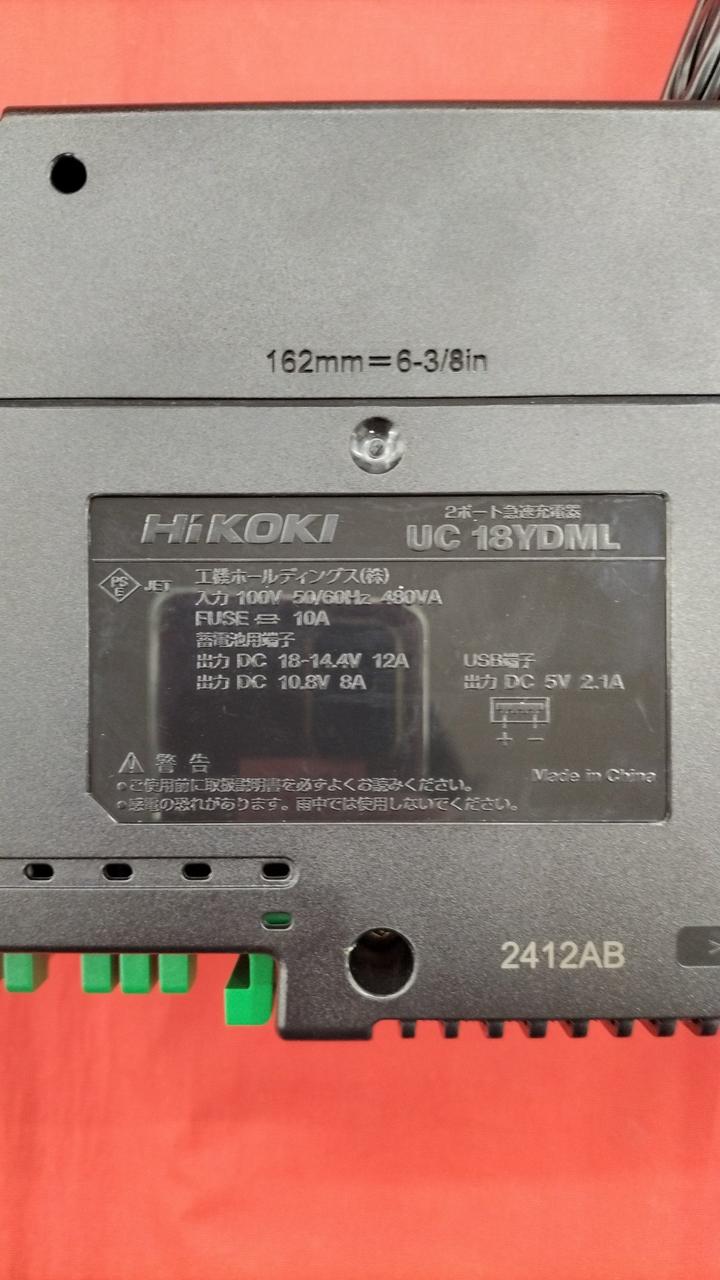 162mm=6-3/8in
HiKOKI
2ポート急速充電器
UC 18YDML
PS E JET
工機ホールディングス(株)
入力 100V 50/60Hz 480VA
FUSE 10A
蓄電池用端子
出力 DC 18-14.4V 12A
出力 DC 10.8V 8A
USB端子
出力 DC 5V 2.1A
+ -
警告
Made in China
•ご使用前に取扱説明書を必ずよくお読みください。
•感電の恐れがあります。雨中では使用しないでください。
2412AB
>